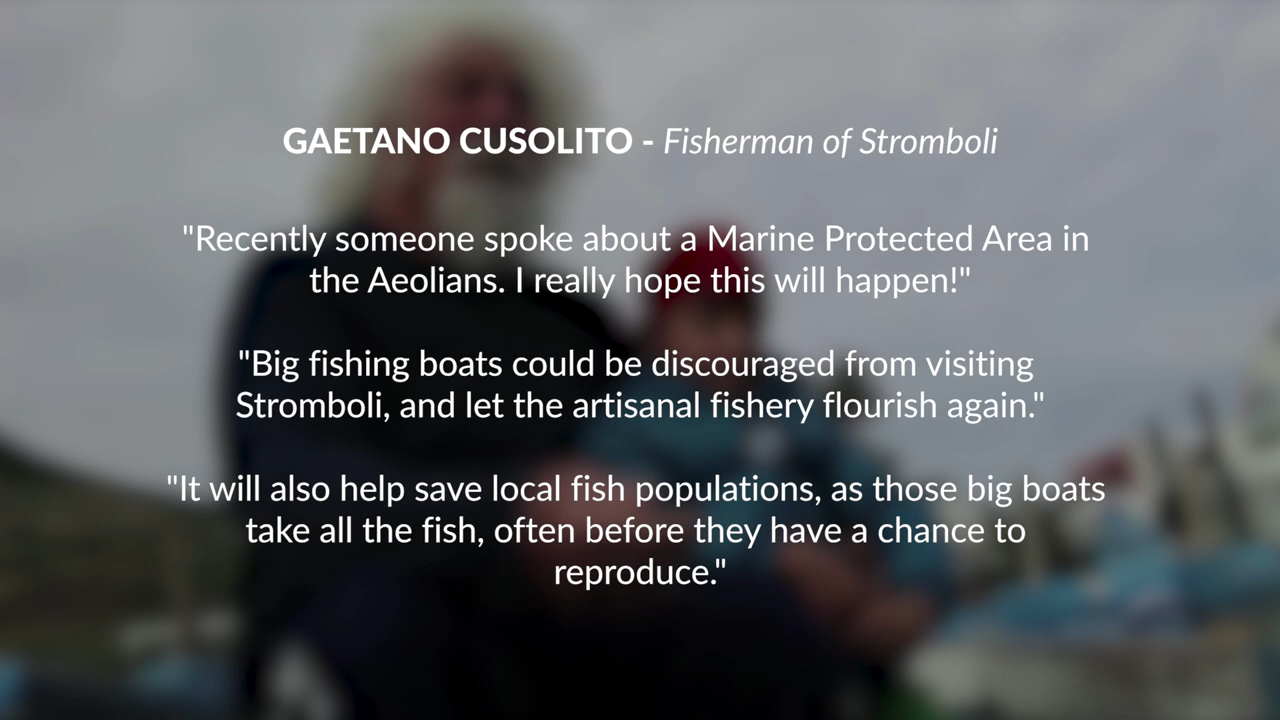 GAETANO CUSOLITO - Fisherman of Stromboli
"Recently someone spoke about a Marine Protected Area in
the Aeolians. I really hope this will happen!"
"Big fishing boats could be discouraged from visiting
Stromboli, and let the artisanal fishery flourish again."
"It will also help save local fish populations, as those big boats
take all the fish, often before they have a chance to
reproduce."